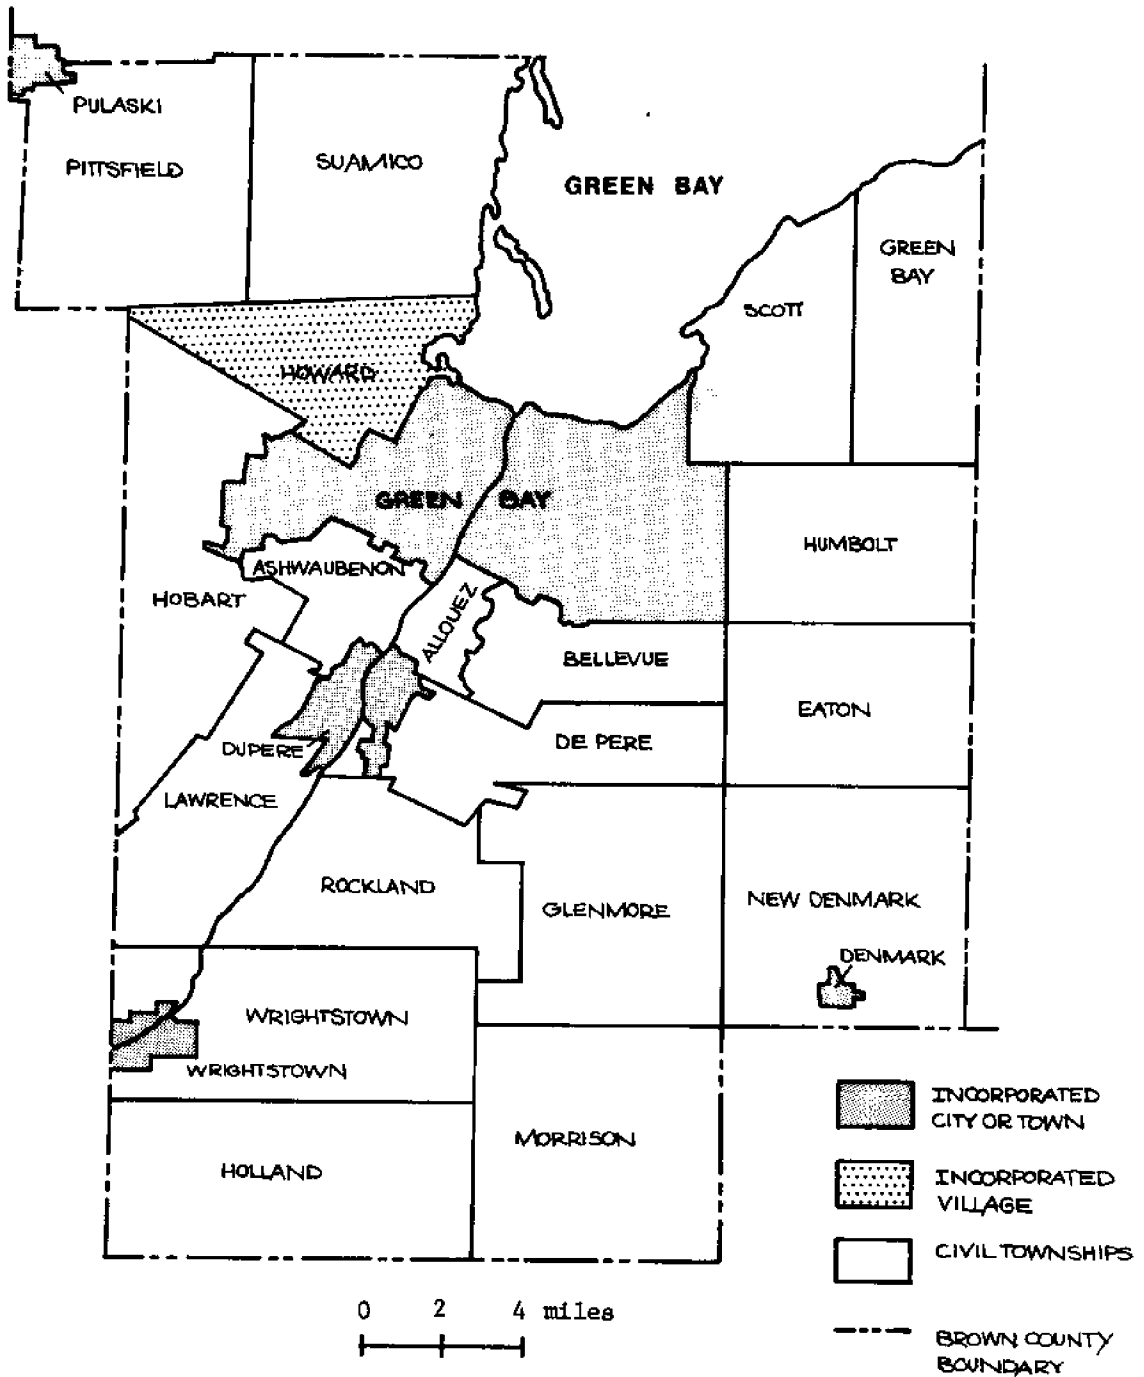 PULASKI
PITTSFIELD
SUAMICO
GREEN BAY
GREEN
BAY
SCOTT
HOWARD
GREEN BAY
HUMBOLT
ASHWAUBENON
HOBART
ALLOUEZ
BELLEVUE
EATON
DE PERE
DUPERE
LAWRENCE
ROCKLAND
GLENMORE
NEW DENMARK
DENMARK
WRIGHTSTOWN
WRIGHTSTOWN
MORRISON
HOLLAND
INCORPORATED
CITY OR TOWN
INCORPORATED
VILLAGE
CIVIL TOWNSHIPS
BROWN COUNTY
BOUNDARY
0 2 4 miles